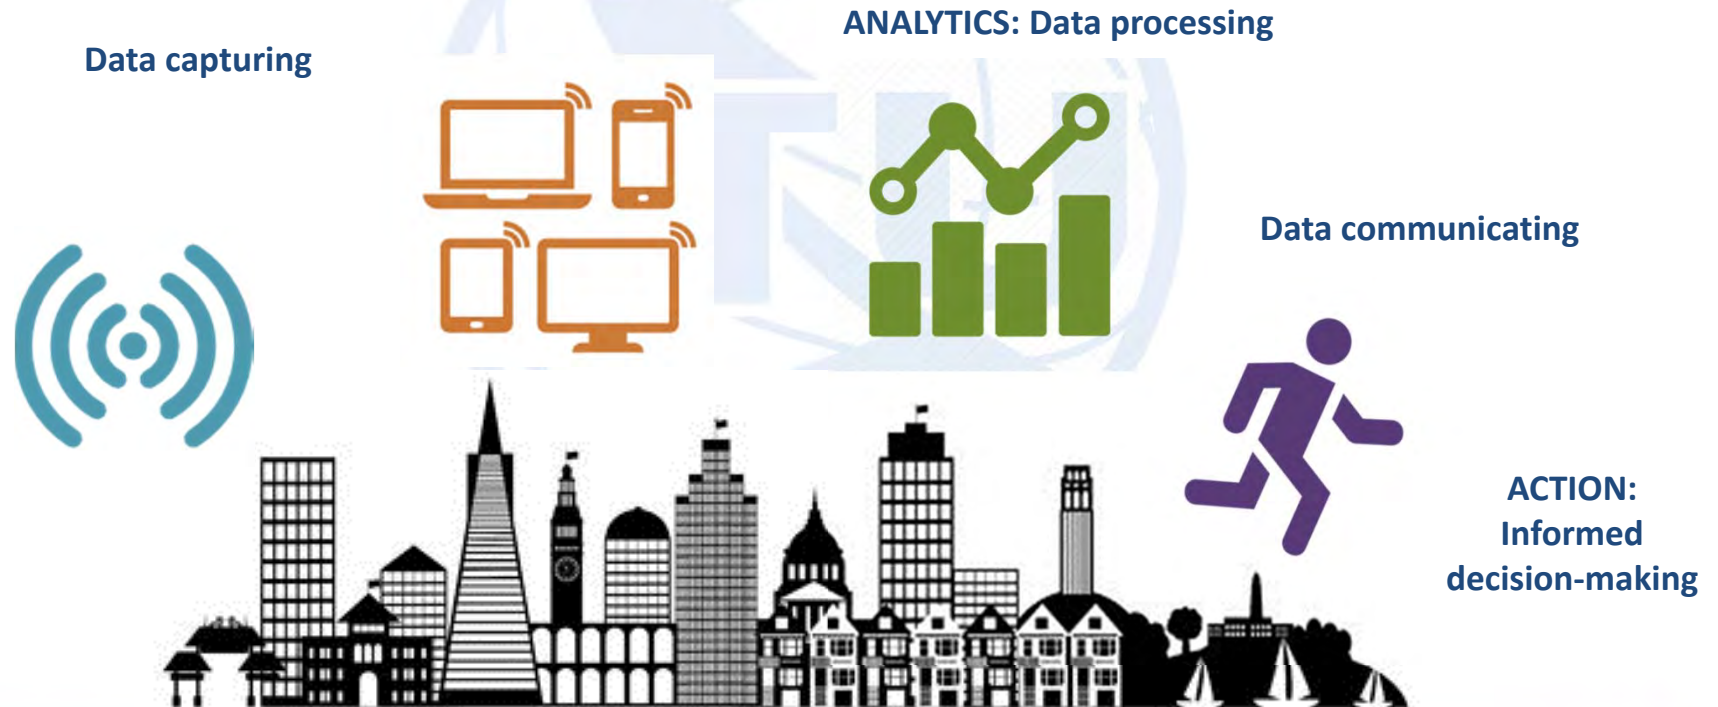 ANALYTICS: Data processing
Data capturing
Data communicating
ACTION:
Informed
decision-making